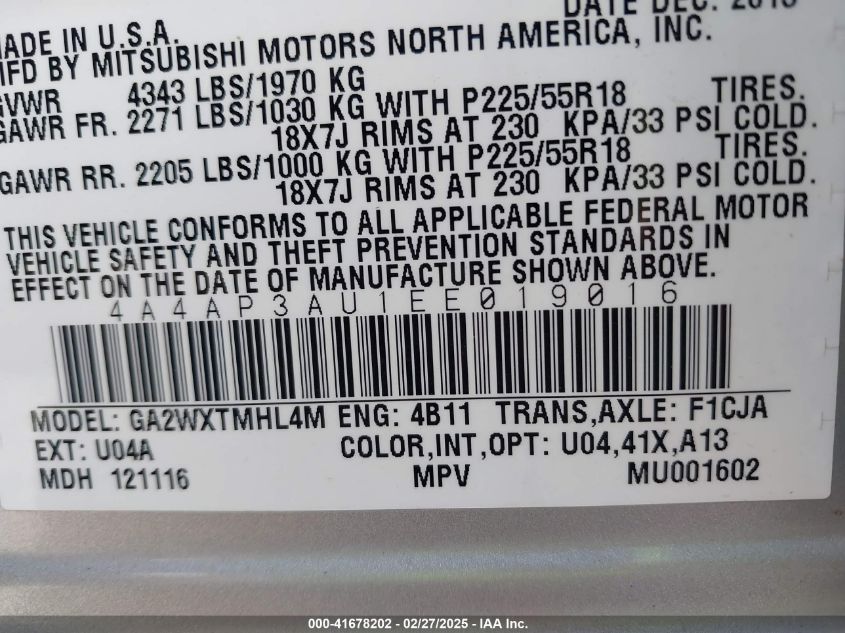 DATE DEC.
MADE IN U.S.A.
MFD BY MITSUBISHI MOTORS NORTH AMERICA, INC.
GVWR 4343 LBS/1970 KG
GAWR FR. 2271 LBS/1030 KG WITH P225/55R18 TIRES.
18X7J RIMS AT 230 KPA/33 PSI COLD.
GAWR RR. 2205 LBS/1000 KG WITH P225/55R18 TIRES.
18X7J RIMS AT 230 KPA/33 PSI COLD.
THIS VEHICLE CONFORMS TO ALL APPLICABLE FEDERAL MOTOR
VEHICLE SAFETY AND THEFT PREVENTION STANDARDS IN
EFFECT ON THE DATE OF MANUFACTURE SHOWN ABOVE.
4A4AP3AU1EE019016
MODEL: GA2WXTMHL4M ENG: 4B11 TRANS,AXLE: F1CJA
EXT: U04A COLOR,INT,OPT: U04,41X,A13
MDH 121116 MPV MU001602
000-41678202 - 02/27/2025 - IAA Inc.